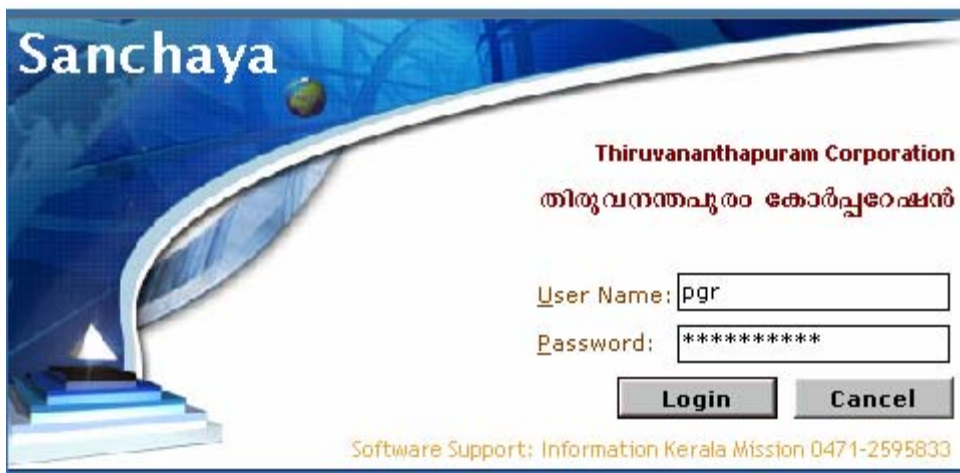 Sanchaya
Thiruvananthapuram Corporation
തിരുവനന്തപുരം കോർപ്പറേഷൻ
User Name: pgr
Password: **********
Login Cancel
Software Support: Information Kerala Mission 0471-2595833